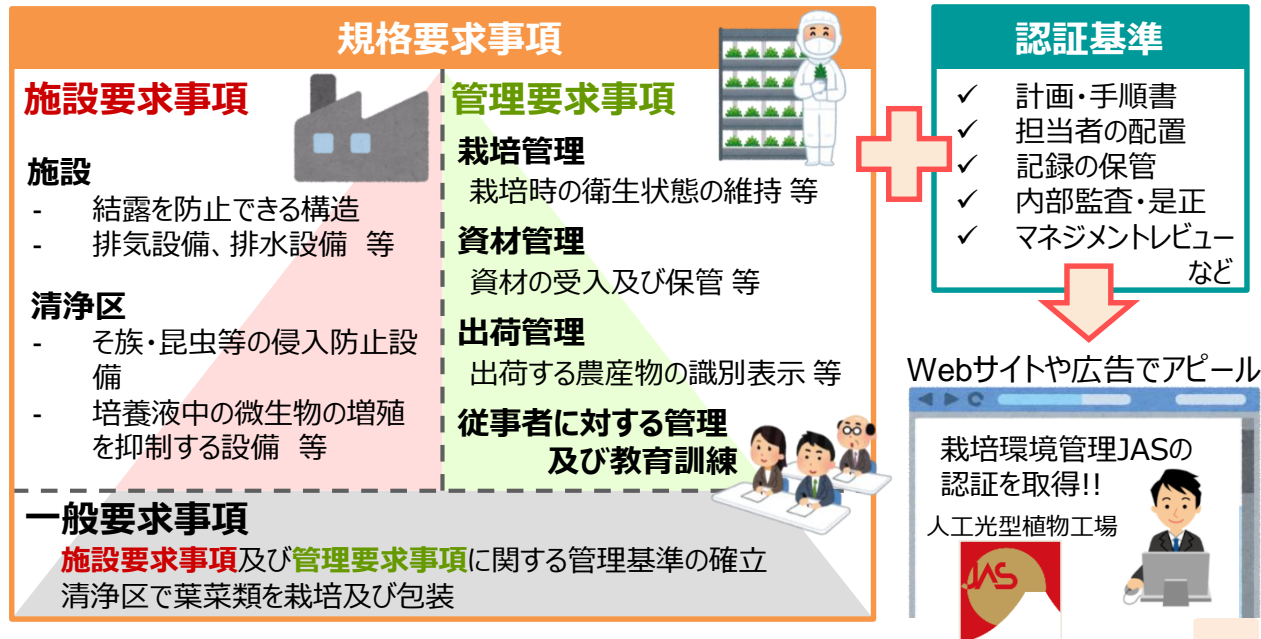 規格要求事項
施設要求事項
施設
- 結露を防止できる構造
- 排気設備、排水設備 等
清浄区
- そ族・昆虫等の侵入防止設
備
- 培養液中の微生物の増殖
を抑制する設備 等
管理要求事項
栽培管理
栽培時の衛生状態の維持 等
資材管理
資材の受入及び保管 等
出荷管理
出荷する農産物の識別表示 等
従事者に対する管理
及び教育訓練
一般要求事項
施設要求事項及び管理要求事項に関する管理基準の確立
清浄区で葉菜類を栽培及び包装
認証基準
✓ 計画・手順書
✓ 担当者の配置
✓ 記録の保管
✓ 内部監査・是正
✓ マネジメントレビュー
など
Webサイトや広告でアピール
栽培環境管理JASの
認証を取得!!
人工光型植物工場
JAS